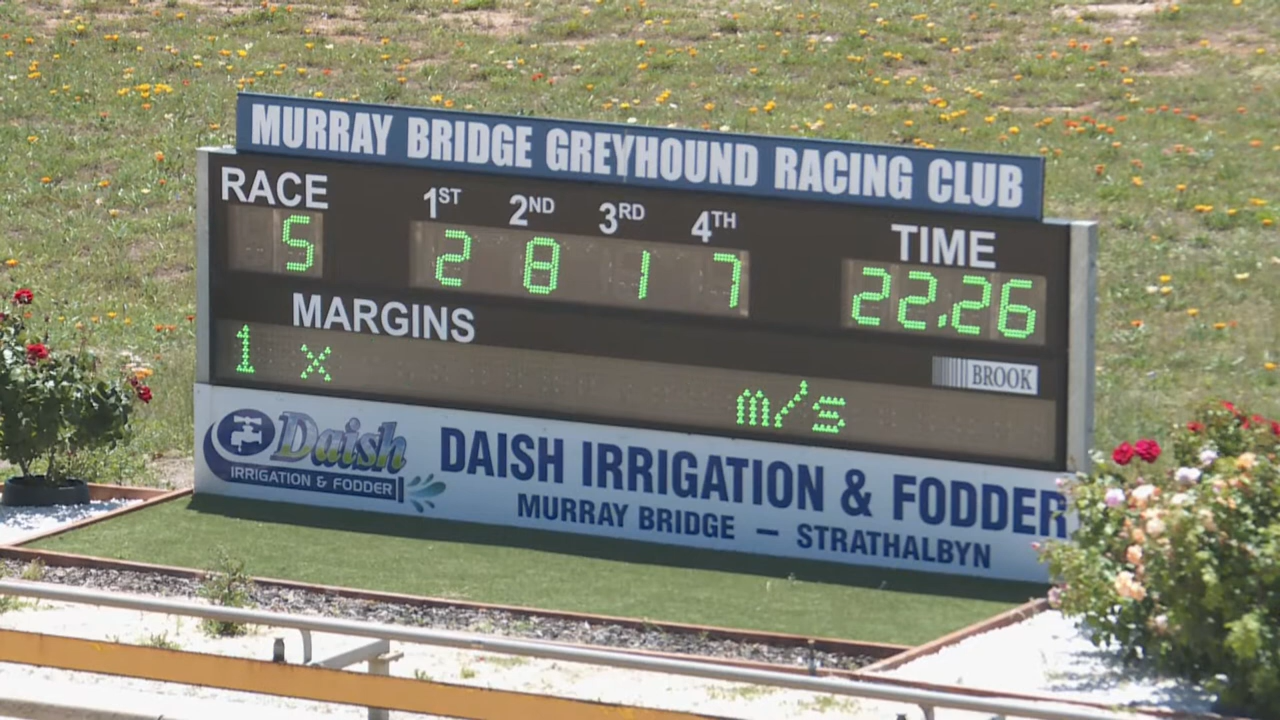 MURRAY BRIDGE GREYHOUND RACING CLUB
RACE 1ST 2ND 3RD 4TH TIME
5 2 8 1 7 22.26
MARGINS
BROOK
1 x m/s
Daish
IRRIGATION & FODDER
DAISH IRRIGATION & FODDER
MURRAY BRIDGE – STRATHALBYN